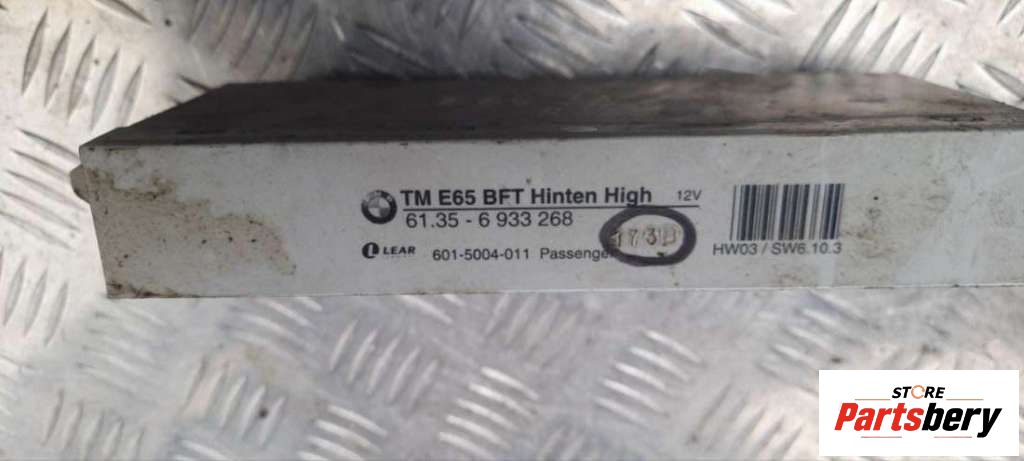 TM E65 BFT Hinten High 12V
61.35 - 6 933 268
LEAR 601-5004-011 Passenger
HW03 / SW6.10.3
STORE
Partsbery